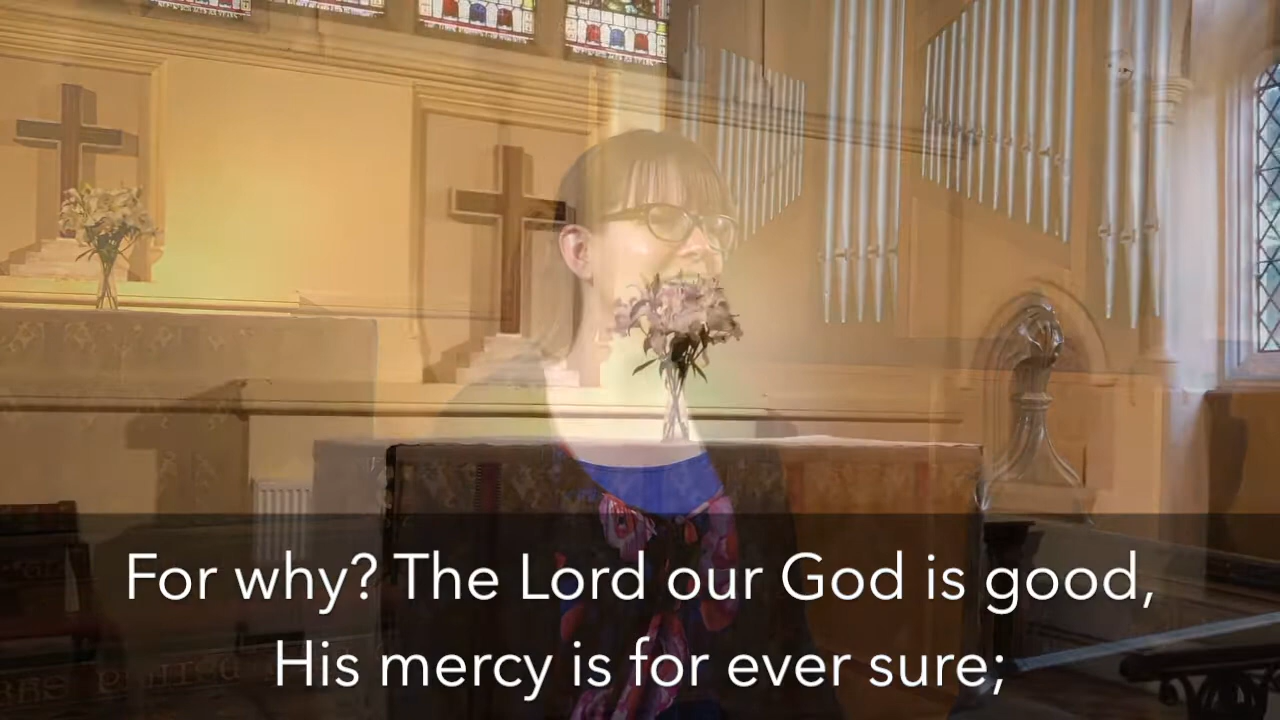 For why? The Lord our God is good,
His mercy is for ever sure;